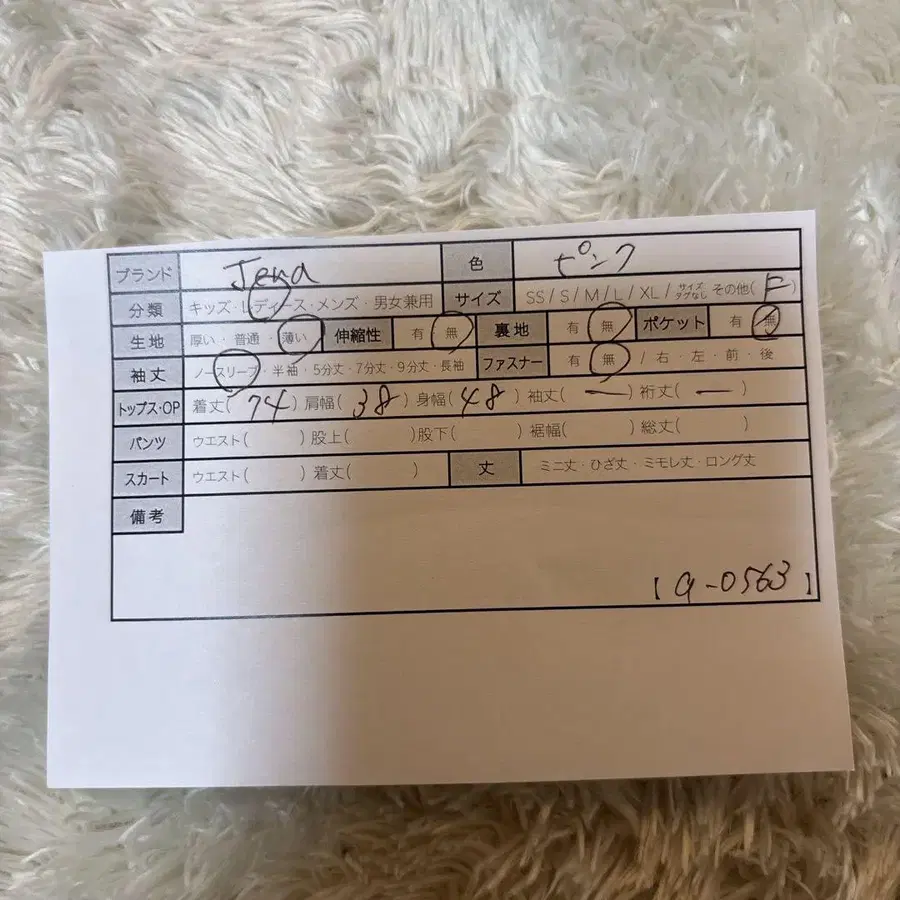 ブランド Jena 色 ピンク
分類 キッズ・レディース・メンズ・男女兼用 サイズ SS / S / M / L / XL / サイズタグなし その他( F )
生地 厚い・普通・薄い 伸縮性 有・無 裏地 有・無 ポケット 有・無
袖丈 ノースリーブ・半袖・5分丈・7分丈・9分丈・長袖 ファスナー 有・無 / 右・左・前・後
トップス・OP 着丈( 74 ) 肩幅( 38 ) 身幅( 48 ) 袖丈( ー ) 裄丈( ー )
パンツ ウエスト( ) 股上( ) 股下( ) 裾幅( ) 総丈( )
スカート ウエスト( ) 着丈( ) 丈 ミニ丈・ひざ丈・ミモレ丈・ロング丈
備考
【 a-0563 】